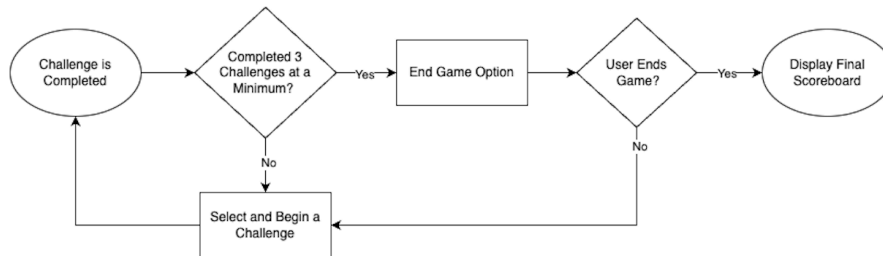 Challenge is
Completed
Completed 3
Challenges at a
Minimum?
Yes
End Game Option
User Ends
Game?
Yes
Display Final
Scoreboard
No
No
Select and Begin a
Challenge